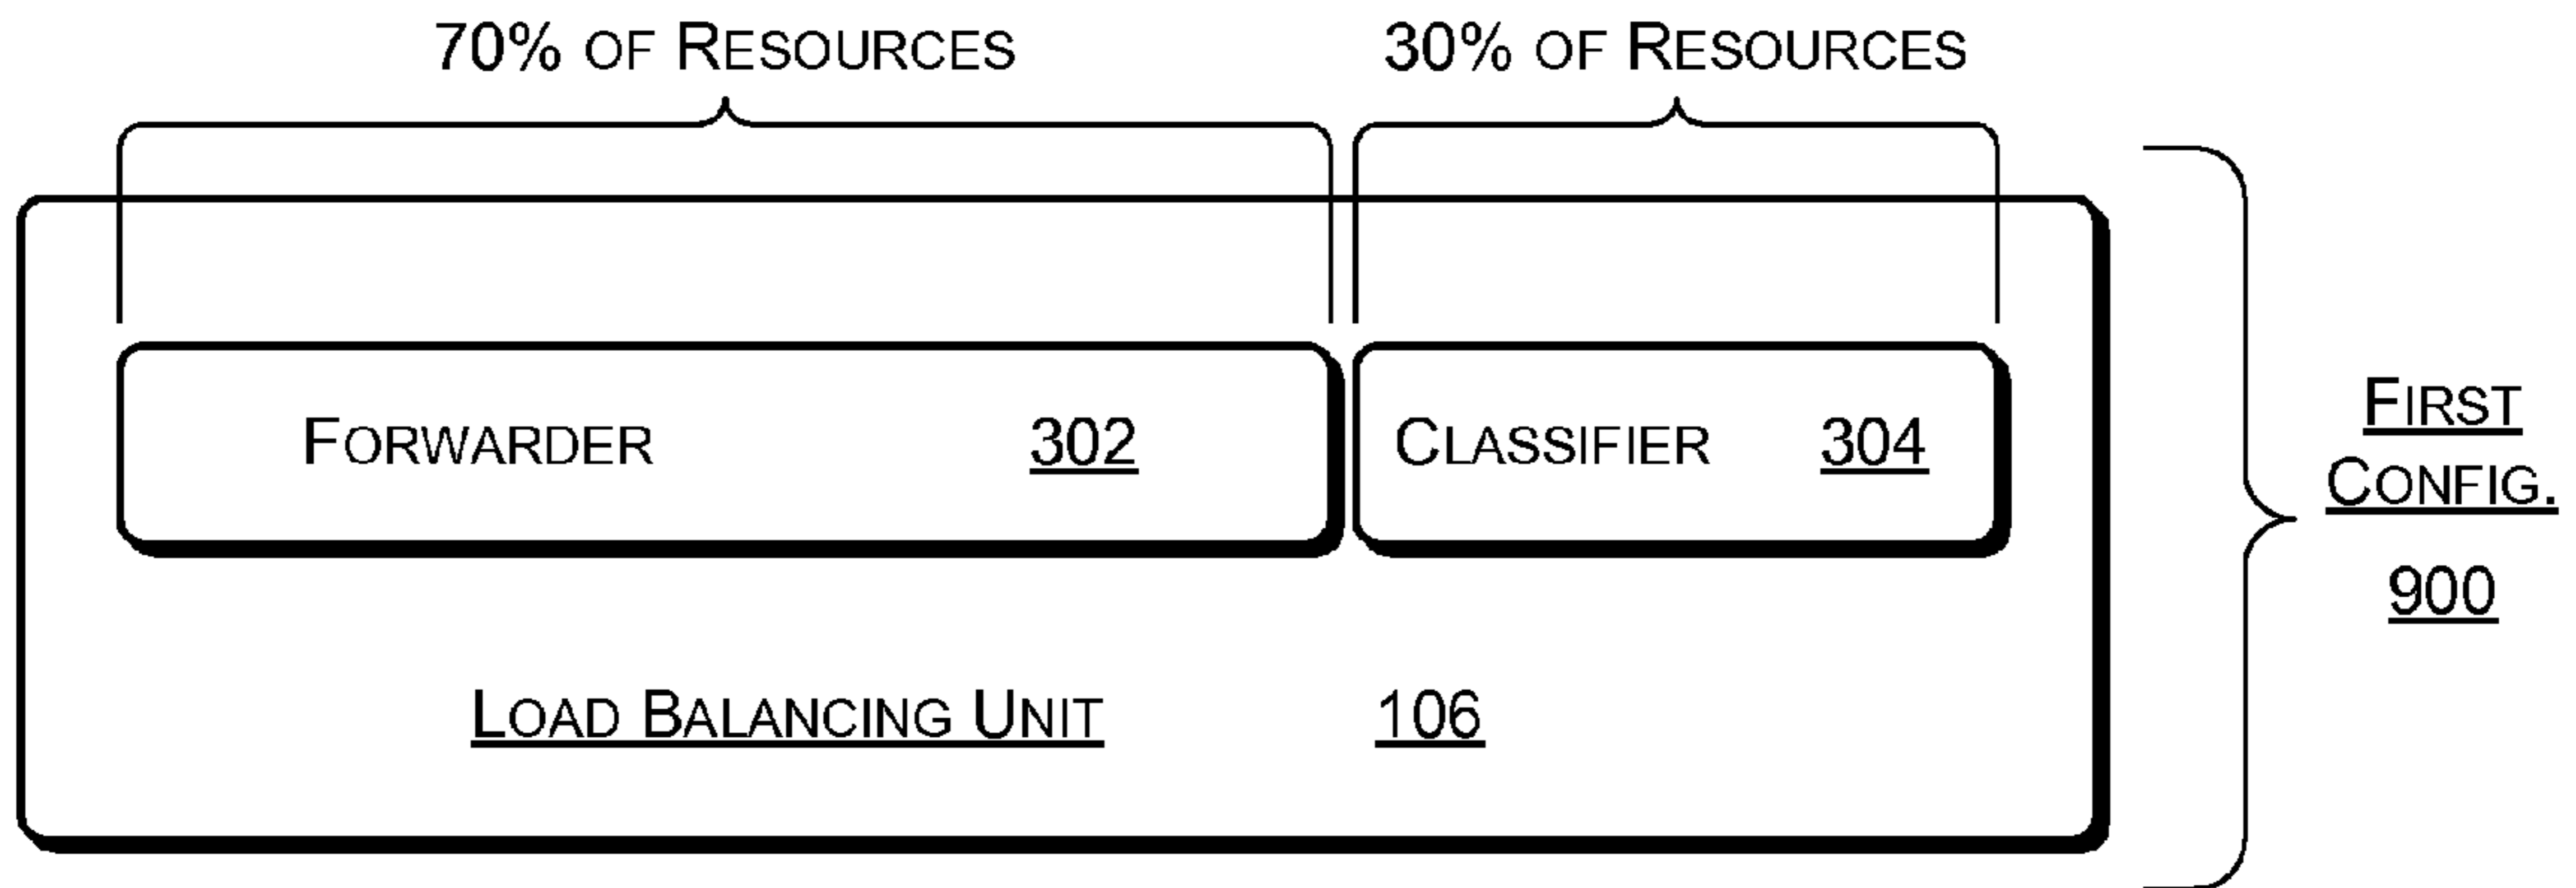 70% OF RESOURCES 30% OF RESOURCES
FORWARDER 302 CLASSIFIER 304
LOAD BALANCING UNIT 106
FIRST
CONFIG.
900